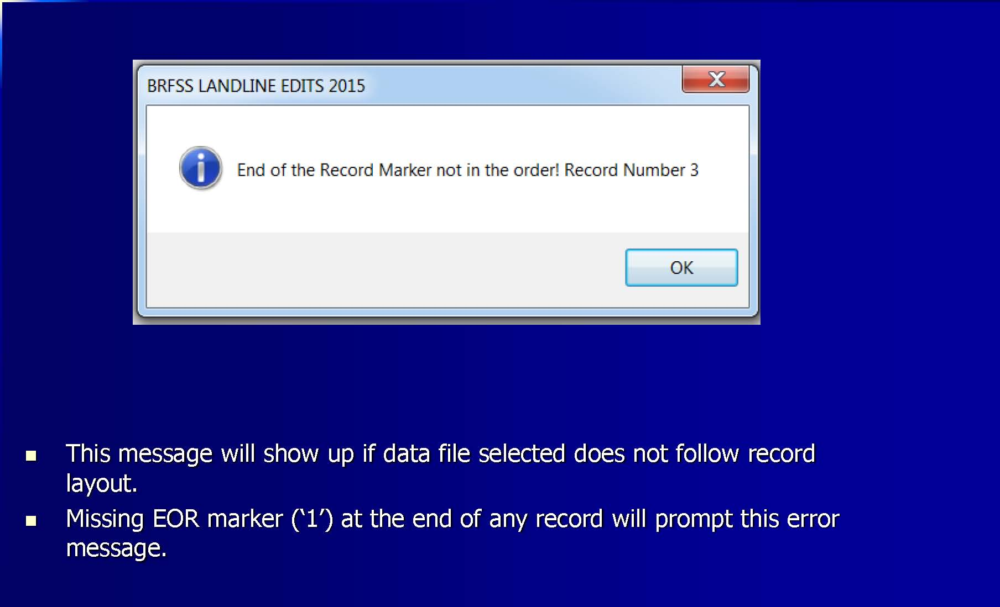 BRFSS LANDLINE EDITS 2015
X
End of the Record Marker not in the order! Record Number 3
OK
This message will show up if data file selected does not follow record
layout.
Missing EOR marker (‘1’) at the end of any record will prompt this error
message.